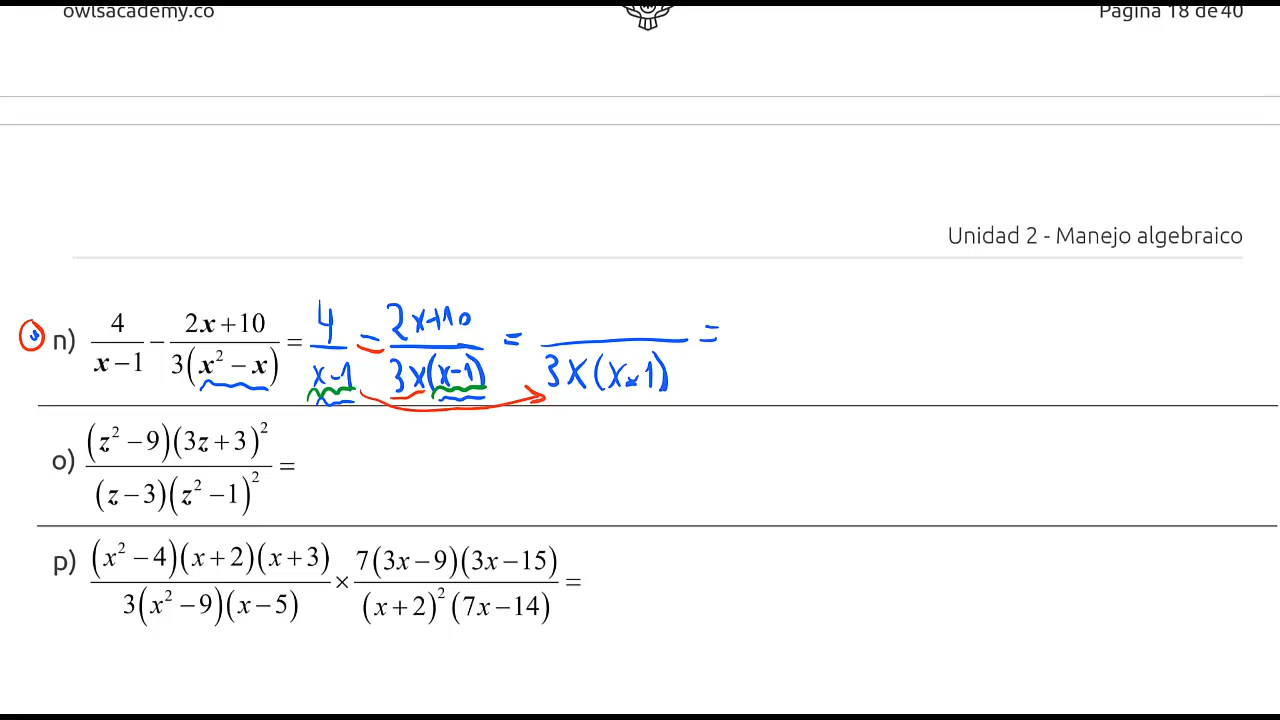 owlsacademy.co
Pagina 18 de 40
Unidad 2 - Manejo algebraico
n) 4/(x−1) − (2x+10)/(3(x² − x)) = 4/(x-1) − (2x+10)/(3x(x-1)) = /(3x(x-1)) =
o) ((z² − 9)(3z + 3)²)/((z − 3)(z² − 1)²) =
p) ((x² − 4)(x + 2)(x + 3))/(3(x² − 9)(x − 5)) × (7(3x − 9)(3x − 15))/((x + 2)²(7x − 14)) =